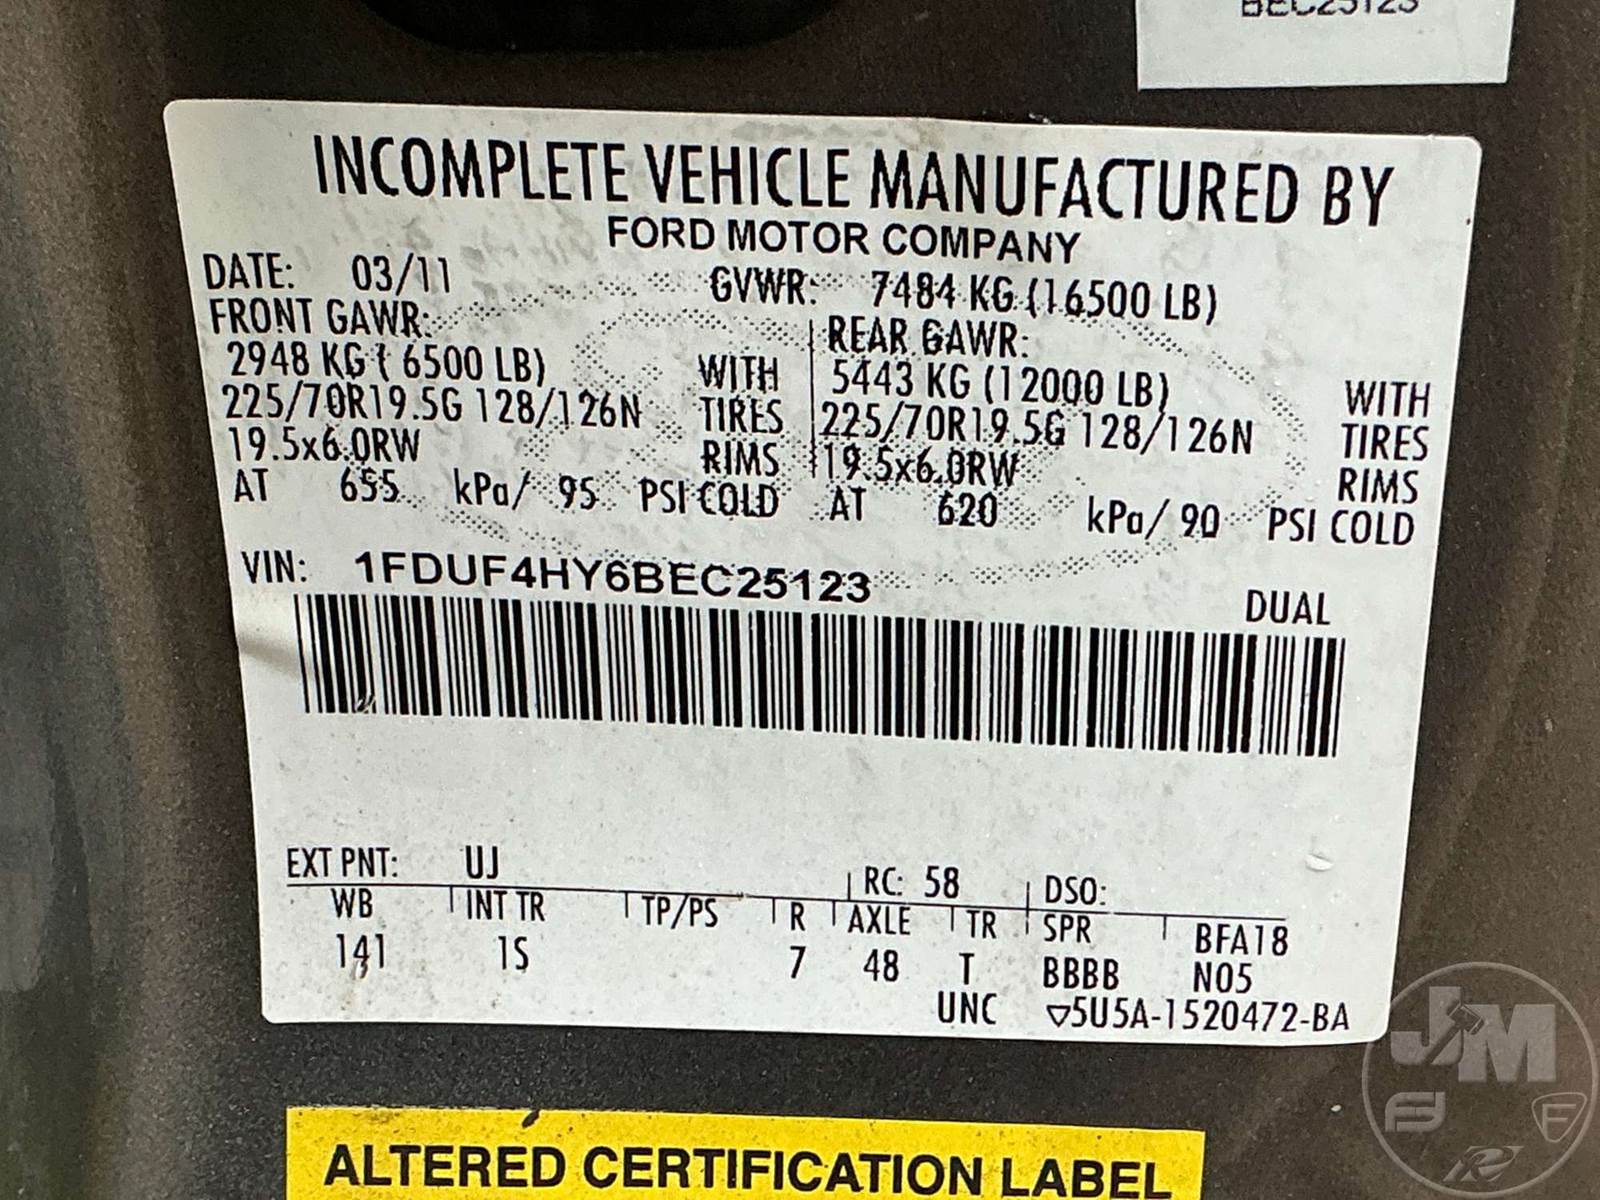 BEC25123
INCOMPLETE VEHICLE MANUFACTURED BY
FORD MOTOR COMPANY
DATE: 03/11 GVWR: 7484 KG (16500 LB)
FRONT GAWR: REAR GAWR:
2948 KG ( 6500 LB) WITH 5443 KG (12000 LB) WITH
225/70R19.5G 128/126N TIRES 225/70R19.5G 128/126N TIRES
19.5x6.0RW RIMS 19.5x6.0RW RIMS
AT 655 kPa/ 95 PSI COLD AT 620 kPa/ 90 PSI COLD
VIN: 1FDUF4HY6BEC25123
DUAL
EXT PNT: UJ RC: 58 DSO:
WB INT TR TP/PS R AXLE TR SPR BFA18
141 1S 7 48 T BBBB N05
UNC ▽5U5A-1520472-BA
JM
ALTERED CERTIFICATION LABEL